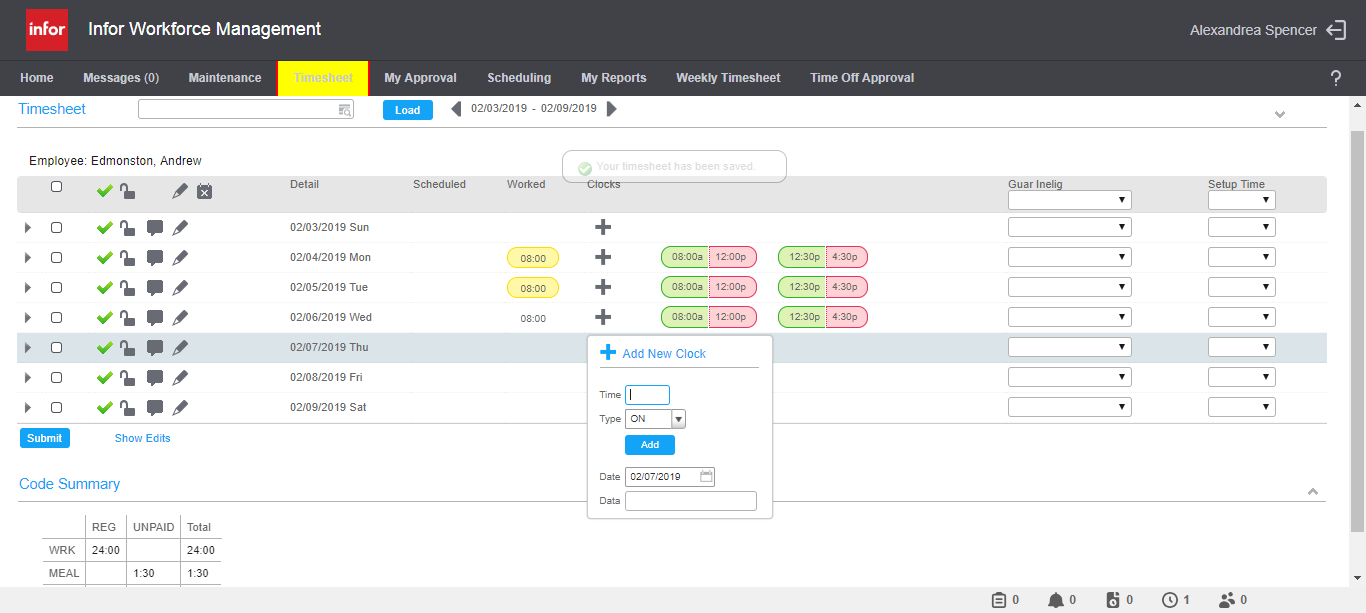 infor Infor Workforce Management Alexandrea Spencer
Home Messages (0) Maintenance Timesheet My Approval Scheduling My Reports Weekly Timesheet Time Off Approval ?
Timesheet Load 02/03/2019 - 02/09/2019
Employee: Edmonston, Andrew
Your timesheet has been saved.
Detail Scheduled Worked Clocks Guar Inelig Setup Time
02/03/2019 Sun
02/04/2019 Mon 08:00 08:00a 12:00p 12:30p 4:30p
02/05/2019 Tue 08:00 08:00a 12:00p 12:30p 4:30p
02/06/2019 Wed 08:00 08:00a 12:00p 12:30p 4:30p
02/07/2019 Thu
02/08/2019 Fri
02/09/2019 Sat
Add New Clock
Time
Type ON
Add
Date 02/07/2019
Data
Submit Show Edits
Code Summary
REG UNPAID Total
WRK 24:00 24:00
MEAL 1:30 1:30
0 0 0 1 0